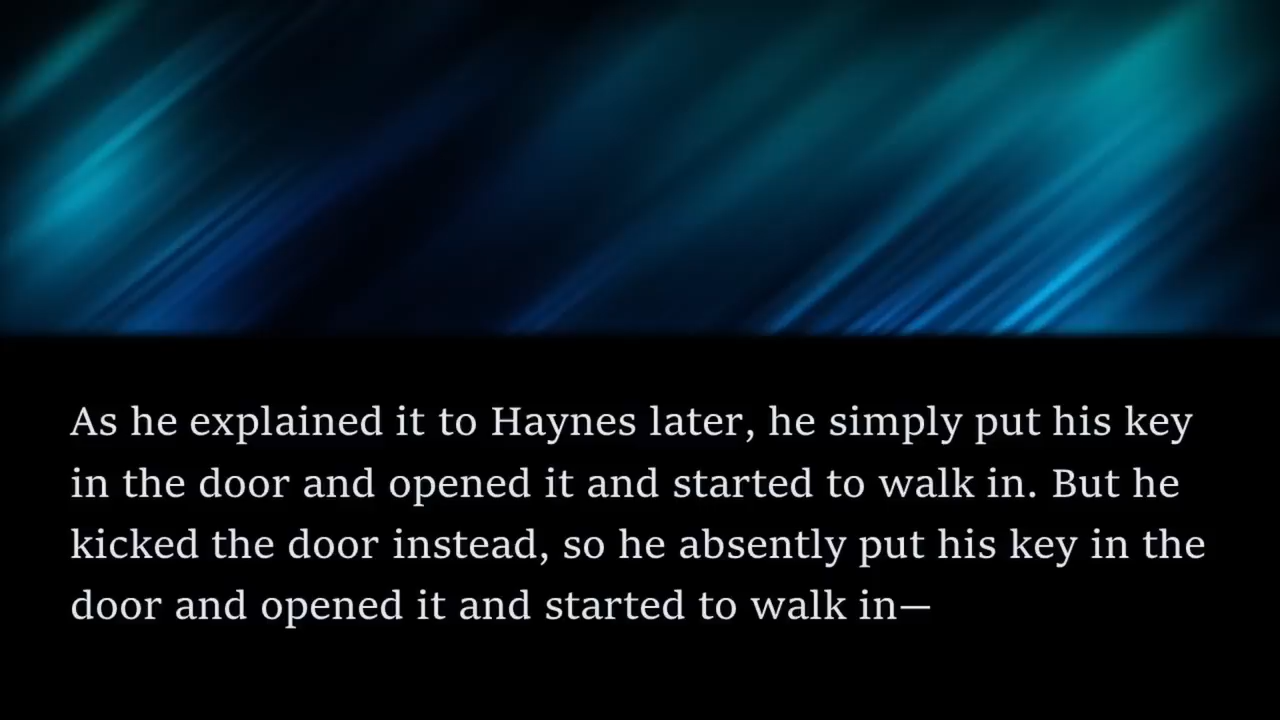 As he explained it to Haynes later, he simply put his key
in the door and opened it and started to walk in. But he
kicked the door instead, so he absently put his key in the
door and opened it and started to walk in—